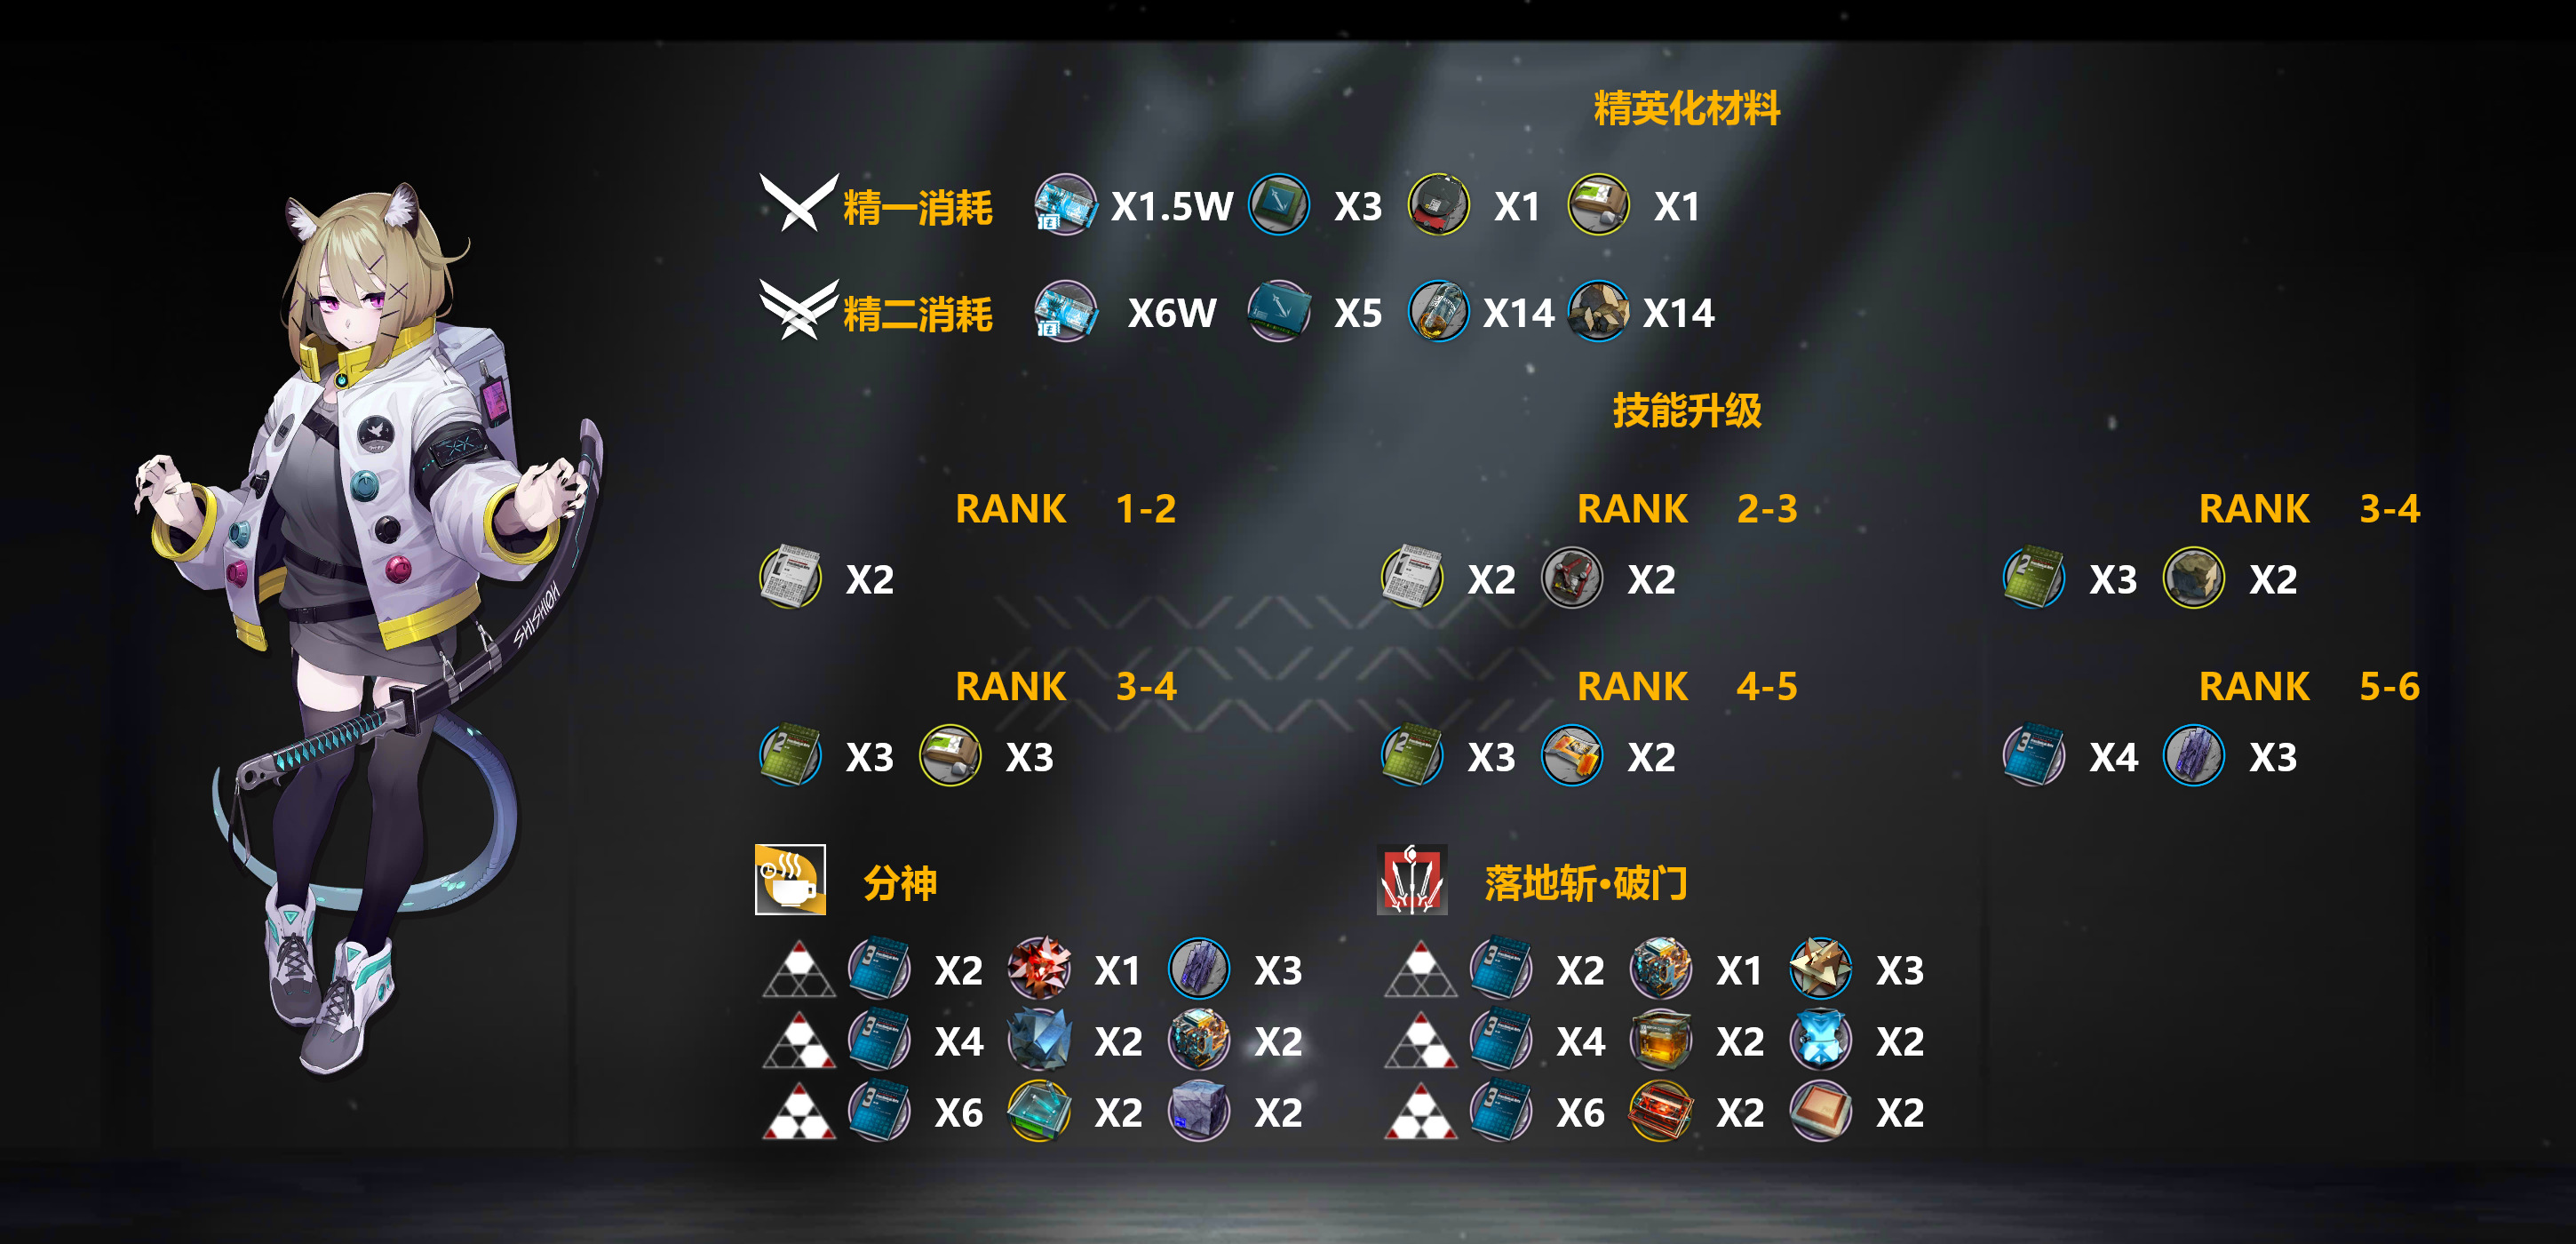 精英化材料
精一消耗 X1.5W X3 X1 X1
精二消耗 X6W X5 X14 X14
技能升级
RANK 1-2 RANK 2-3 RANK 3-4
X2 X2 X2 X3 X2
RANK 3-4 RANK 4-5 RANK 5-6
X3 X3 X3 X2 X4 X3
SHISHION
分神 落地斩·破门
X2 X1 X3 X2 X1 X3
X4 X2 X2 X4 X2 X2
X6 X2 X2 X6 X2 X2